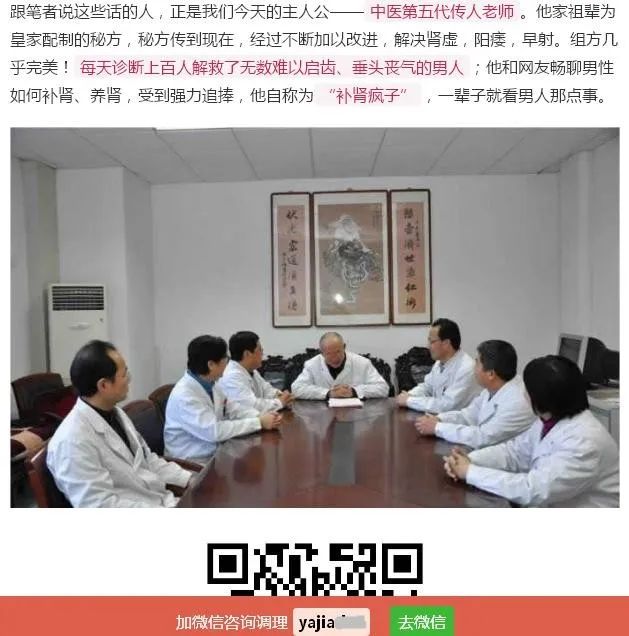 跟笔者说这些话的人，正是我们今天的主人公——中医第五代传人老师。他家祖辈为
皇家配制的秘方，秘方传到现在，经过不断加以改进，解决肾虚，阳痿，早射。组方几
乎完美！每天诊断上百人解救了无数难以启齿、垂头丧气的男人；他和网友畅聊男性
如何补肾、养肾，受到强力追捧，他自称为“补肾疯子”，一辈子就看男人那点事。
加微信咨询调理 yajia 去微信